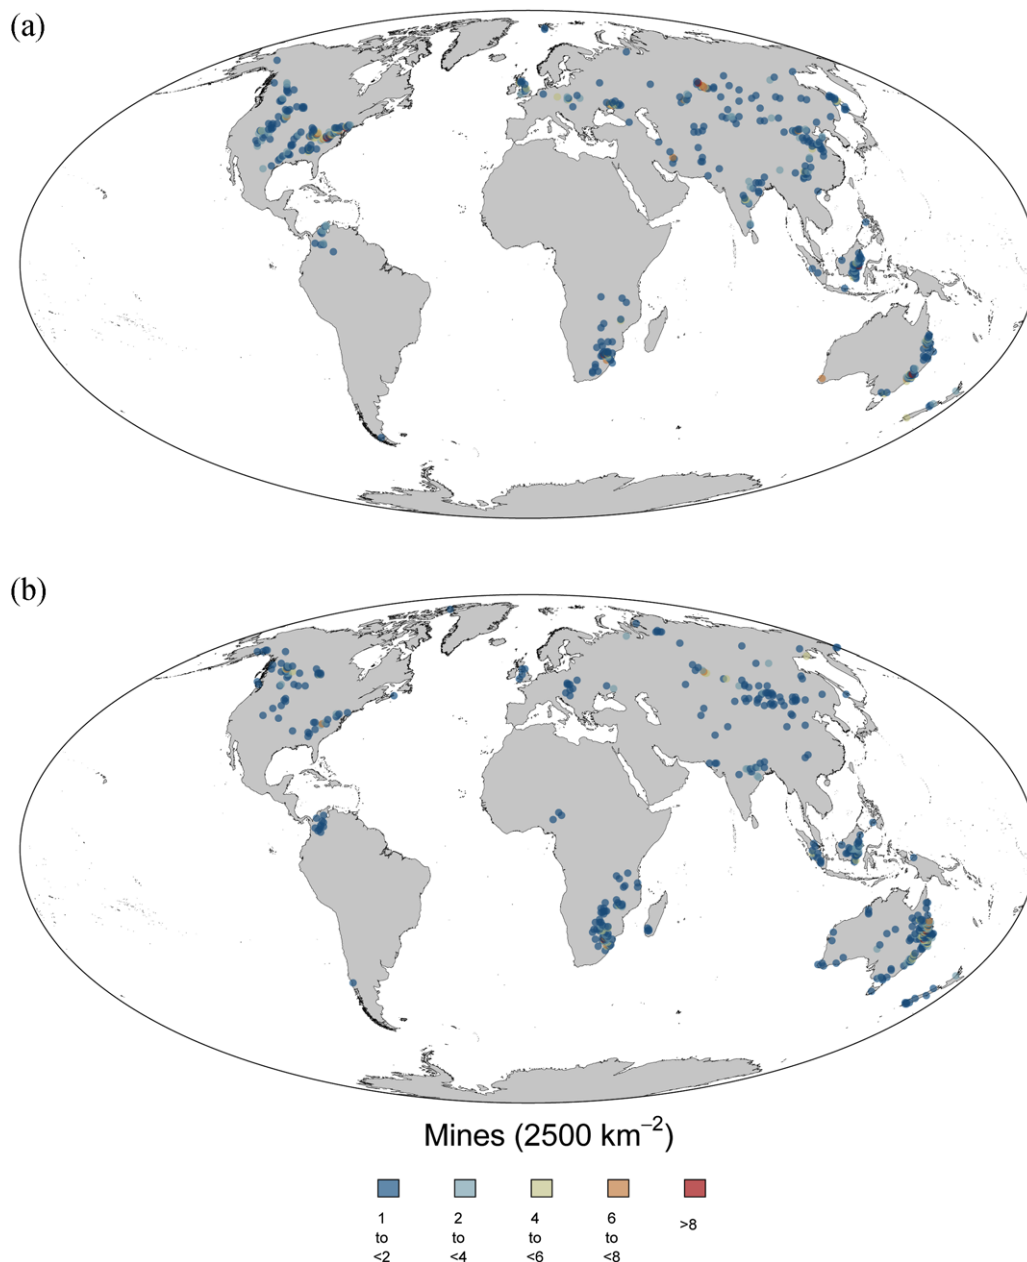 (a)
(b)
Mines (2500 km⁻²)
1 2 4 6 >8
to to to to
<2 <4 <6 <8